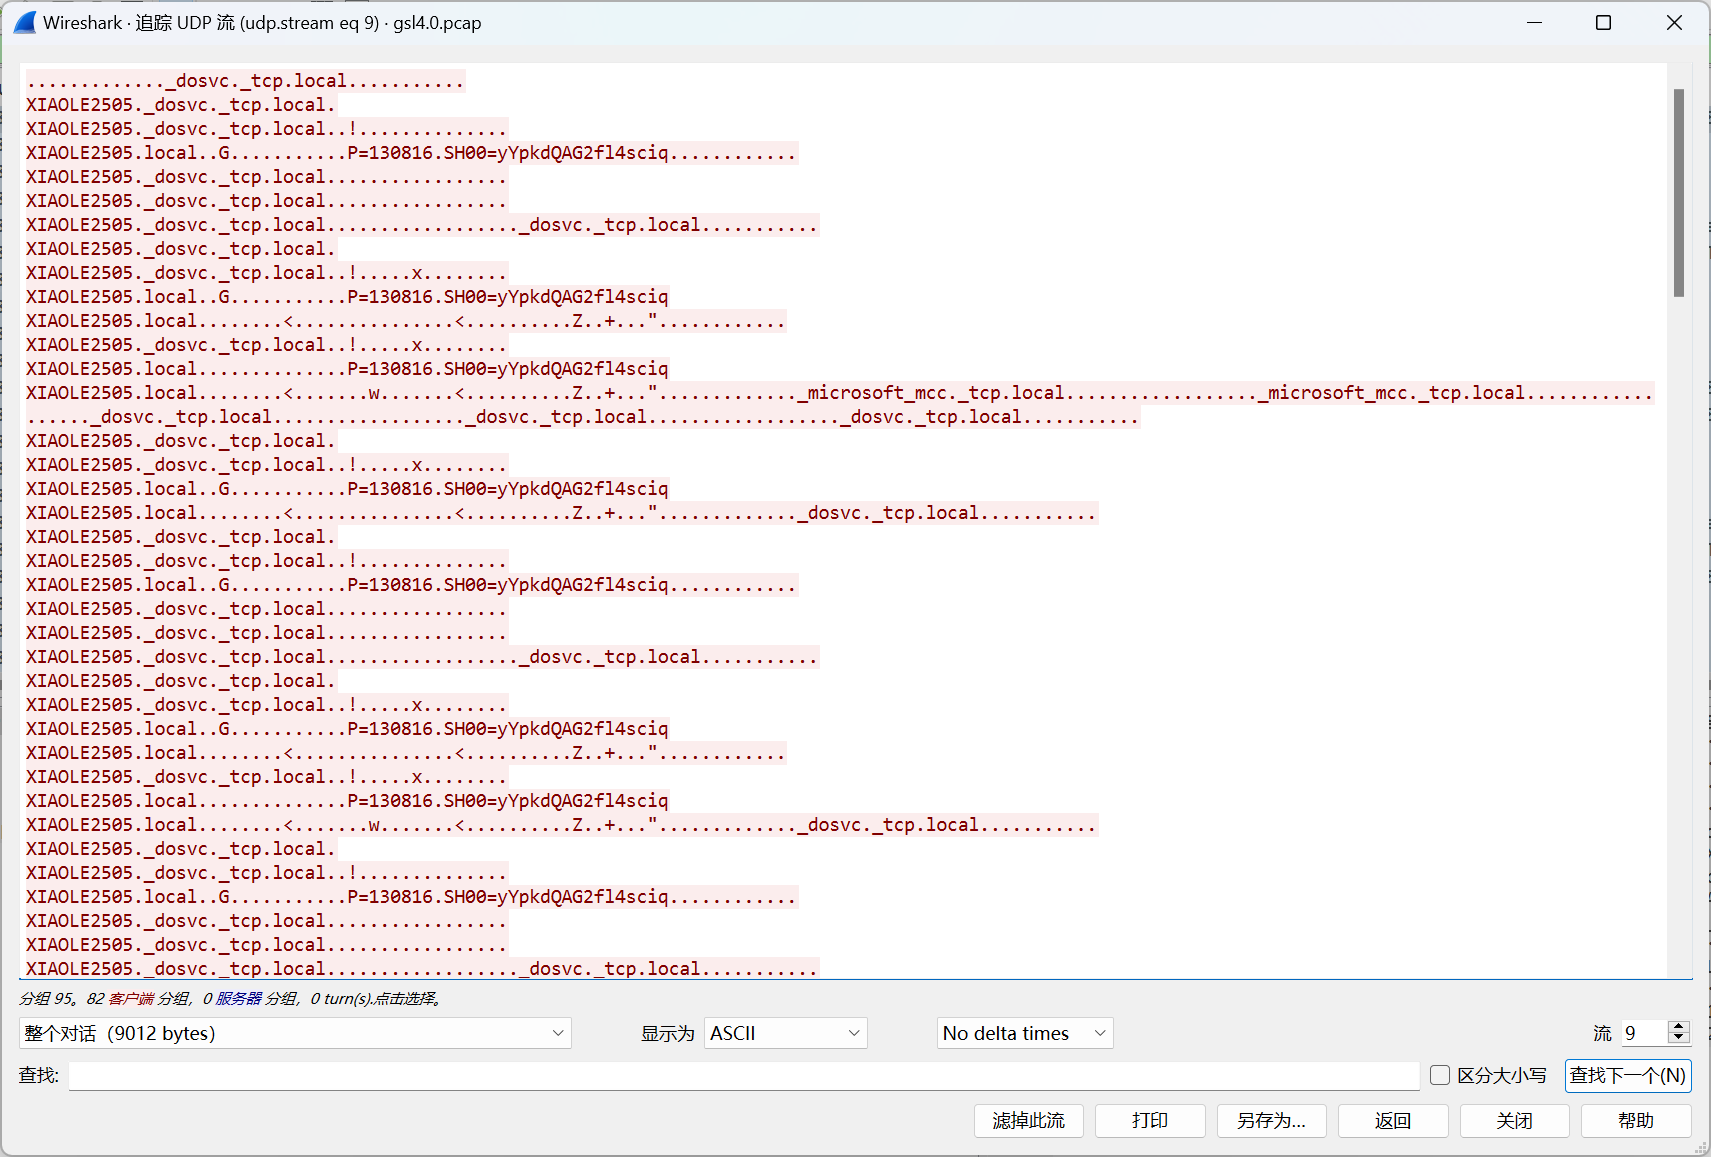 Wireshark · 追踪 UDP 流 (udp.stream eq 9) · gsl4.0.pcap
............._dosvc._tcp.local...........
XIAOLE2505._dosvc._tcp.local.
XIAOLE2505._dosvc._tcp.local..!..............
XIAOLE2505.local..G...........P=130816.SH00=yYpkdQAG2fl4sciq............
XIAOLE2505._dosvc._tcp.local.................
XIAOLE2505._dosvc._tcp.local.................
XIAOLE2505._dosvc._tcp.local.................._dosvc._tcp.local...........
XIAOLE2505._dosvc._tcp.local.
XIAOLE2505._dosvc._tcp.local..!.....x........
XIAOLE2505.local..G...........P=130816.SH00=yYpkdQAG2fl4sciq
XIAOLE2505.local........<...............<..........Z..+..."............
XIAOLE2505._dosvc._tcp.local..!.....x........
XIAOLE2505.local..............P=130816.SH00=yYpkdQAG2fl4sciq
XIAOLE2505.local........<.......w.......<..........Z..+..."............._microsoft_mcc._tcp.local.................._microsoft_mcc._tcp.local............
......_dosvc._tcp.local.................._dosvc._tcp.local.................._dosvc._tcp.local...........
XIAOLE2505._dosvc._tcp.local.
XIAOLE2505._dosvc._tcp.local..!.....x........
XIAOLE2505.local..G...........P=130816.SH00=yYpkdQAG2fl4sciq
XIAOLE2505.local........<...............<..........Z..+..."............._dosvc._tcp.local...........
XIAOLE2505._dosvc._tcp.local.
XIAOLE2505._dosvc._tcp.local..!..............
XIAOLE2505.local..G...........P=130816.SH00=yYpkdQAG2fl4sciq............
XIAOLE2505._dosvc._tcp.local.................
XIAOLE2505._dosvc._tcp.local.................
XIAOLE2505._dosvc._tcp.local.................._dosvc._tcp.local...........
XIAOLE2505._dosvc._tcp.local.
XIAOLE2505._dosvc._tcp.local..!.....x........
XIAOLE2505.local..G...........P=130816.SH00=yYpkdQAG2fl4sciq
XIAOLE2505.local........<...............<..........Z..+..."............
XIAOLE2505._dosvc._tcp.local..!.....x........
XIAOLE2505.local..............P=130816.SH00=yYpkdQAG2fl4sciq
XIAOLE2505.local........<.......w.......<..........Z..+..."............._dosvc._tcp.local...........
XIAOLE2505._dosvc._tcp.local.
XIAOLE2505._dosvc._tcp.local..!..............
XIAOLE2505.local..G...........P=130816.SH00=yYpkdQAG2fl4sciq............
XIAOLE2505._dosvc._tcp.local.................
XIAOLE2505._dosvc._tcp.local.................
XIAOLE2505._dosvc._tcp.local.................._dosvc._tcp.local...........
分组 95。82 客户端 分组，0 服务器 分组，0 turn(s).点击选择。
整个对话（9012 bytes） 显示为 ASCII No delta times 流 9
查找: 区分大小写 查找下一个(N)
滤掉此流 打印 另存为... 返回 关闭 帮助